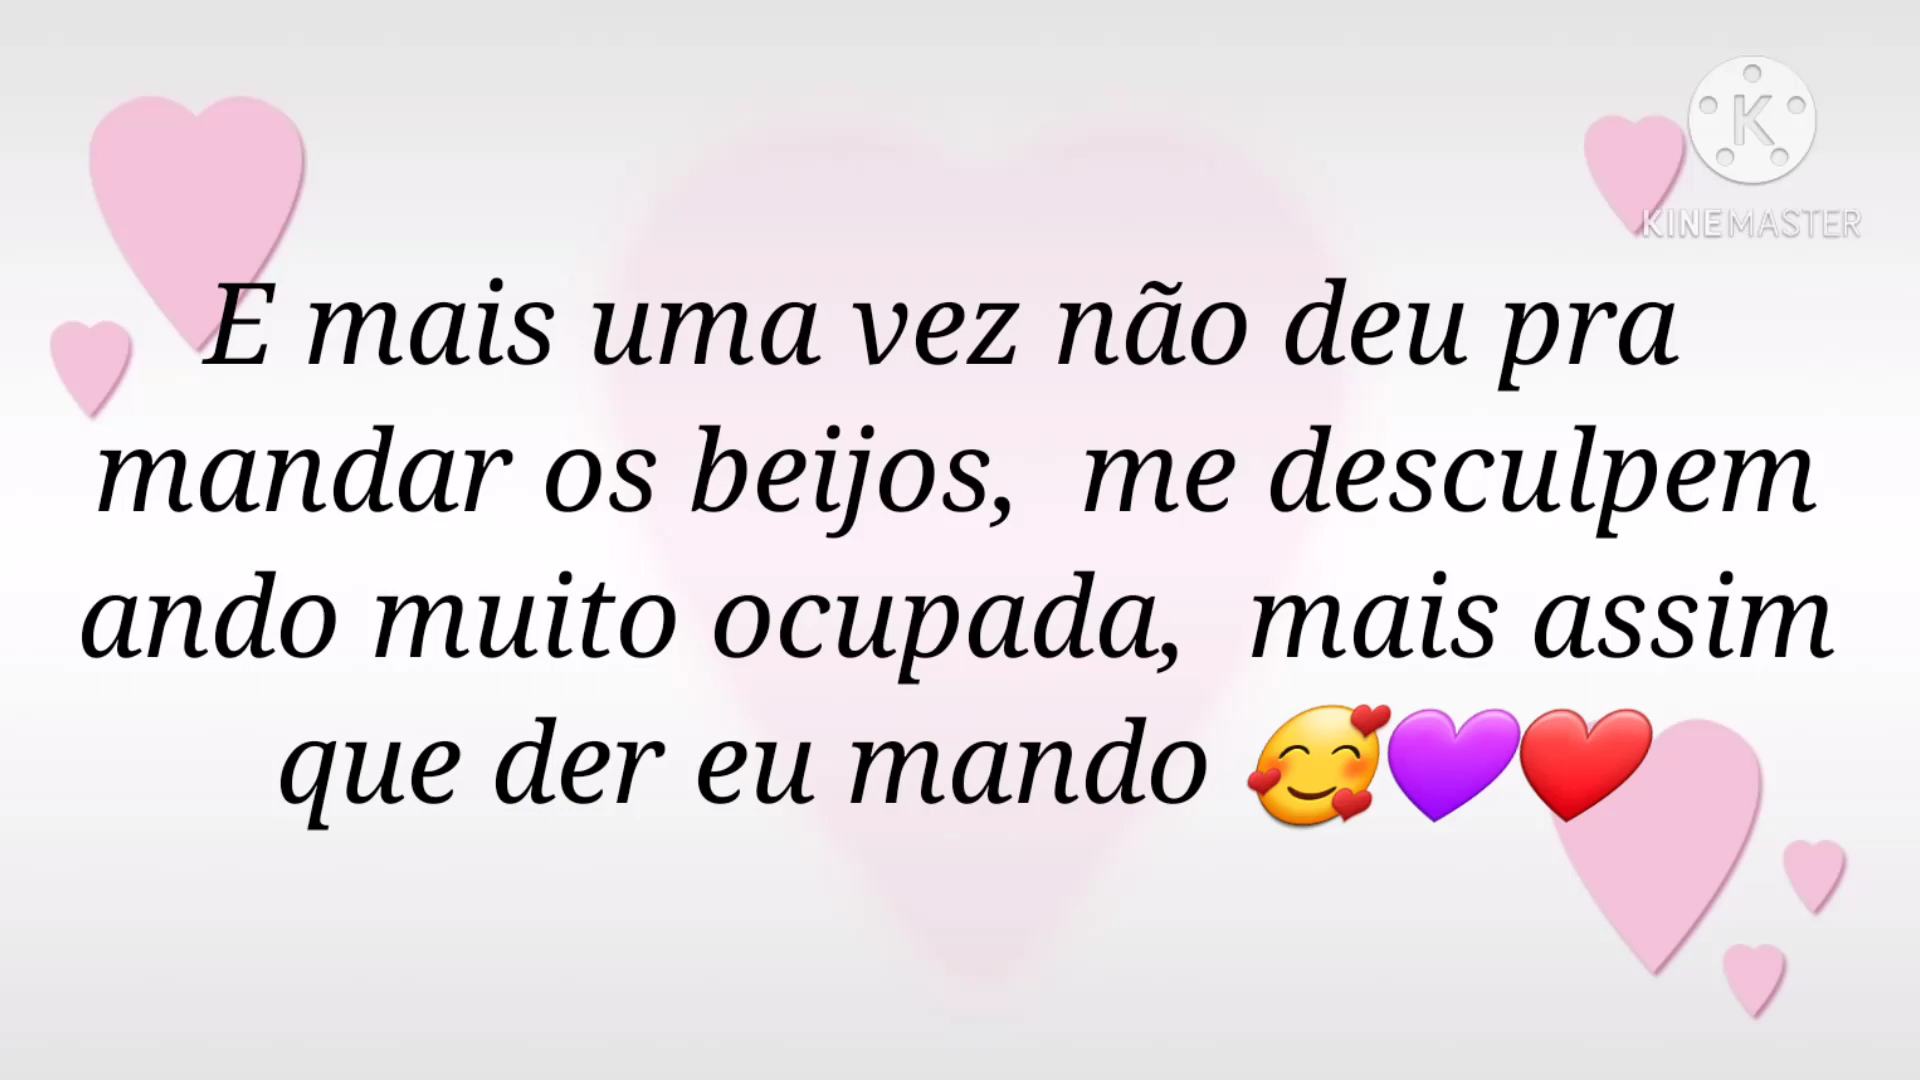 K
KINEMASTER
E mais uma vez não deu pra
mandar os beijos,  me desculpem
ando muito ocupada,  mais assim
que der eu mando 🥰💜❤️